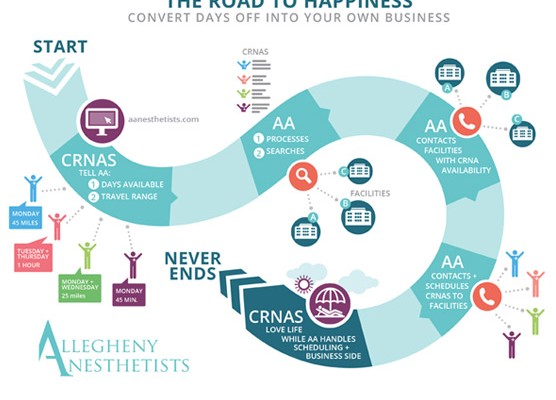 THE ROAD TO HAPPINESS
CONVERT DAYS OFF INTO YOUR OWN BUSINESS
START
aanesthetists.com
CRNAS
TELL AA:
1 DAYS AVAILABLE
2 TRAVEL RANGE
MONDAY
45 MILES
TUESDAY +
THURSDAY
1 HOUR
MONDAY +
WEDNESDAY
25 miles
MONDAY
45 MIN.
CRNAS
AA
1 PROCESSES
2 SEARCHES
FACILITIES
A
B
C
AA
CONTACTS
FACILITIES
WITH CRNA
AVAILABILITY
A
B
C
AA
CONTACTS +
SCHEDULES
CRNAS TO
FACILITIES
CRNAS
LOVE LIFE
WHILE AA HANDLES
SCHEDULING +
BUSINESS SIDE
NEVER
ENDS
ALLEGHENY
ANESTHETISTS